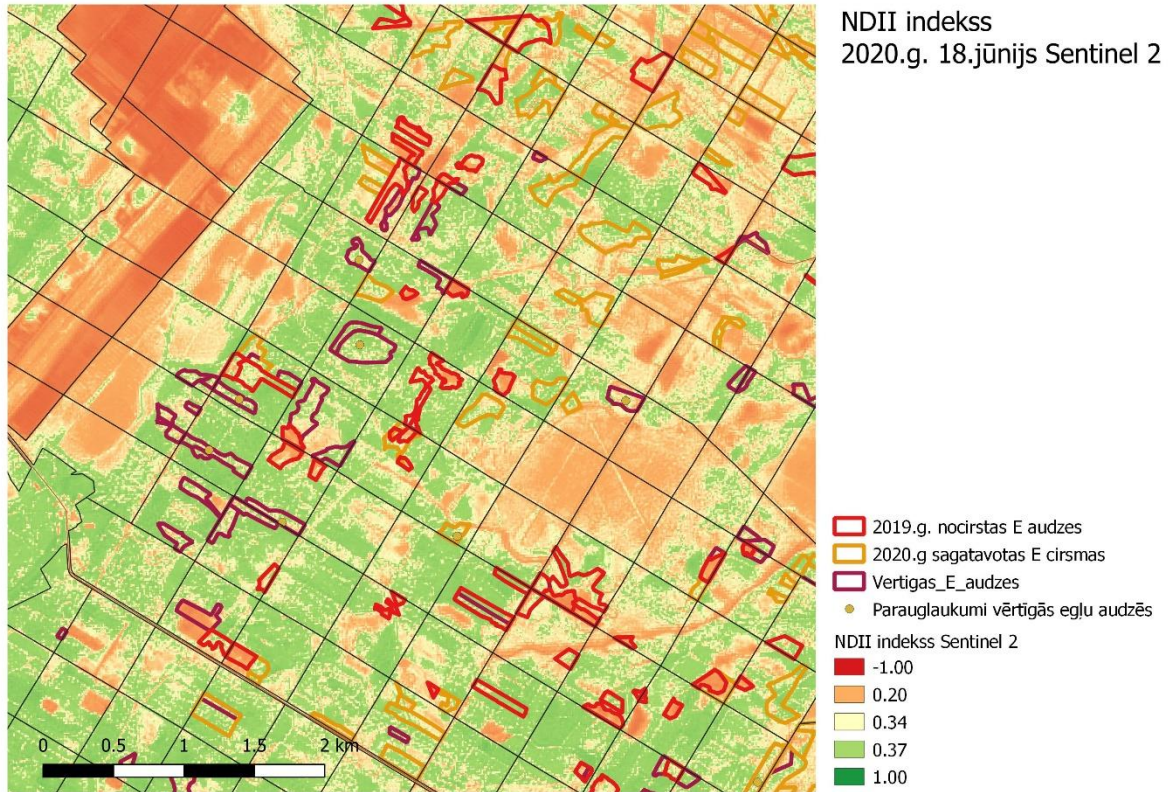 NDII indekss
2020.g. 18.jūnijs Sentinel 2
2019.g. nocirstas E audzes
2020.g sagatavotas E cirsmas
Vertigas_E_audzes
Parauglaukumi vērtīgās egļu audzēs
NDII indekss Sentinel 2
-1.00
0.20
0.34
0.37
1.00
0 0.5 1 1.5 2 km